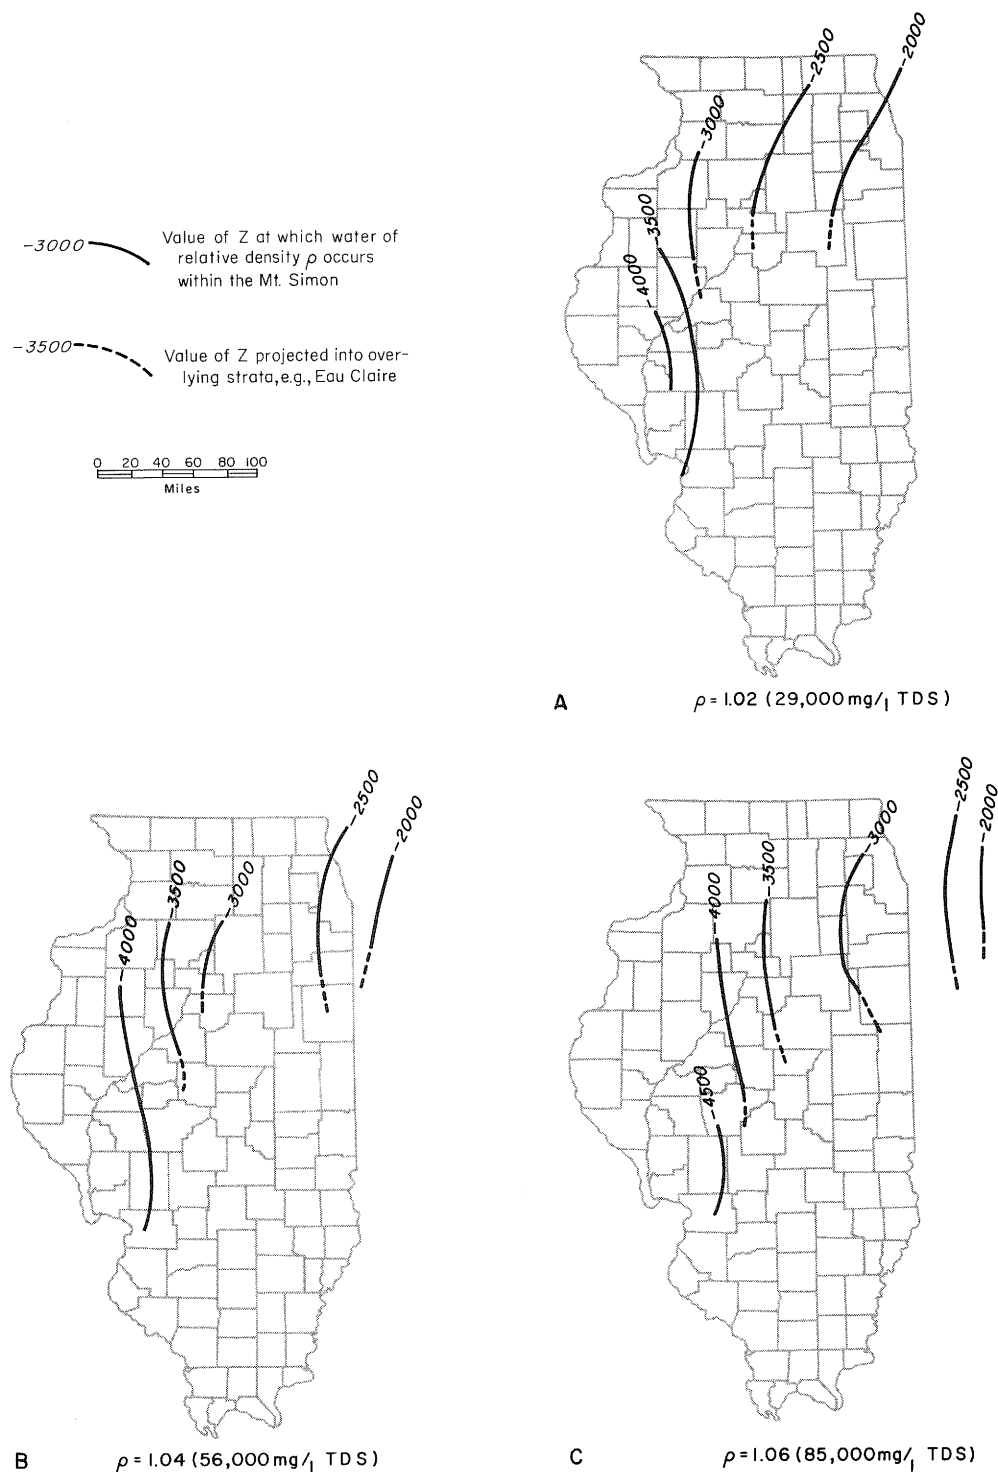 -3000
Value of Z at which water of
relative density ρ occurs
within the Mt. Simon
-3500
Value of Z projected into over-
lying strata, e.g., Eau Claire
0 20 40 60 80 100
Miles
-2000
-2500
-3000
-3500
-4000
A ρ = 1.02 (29,000 mg/l TDS)
-2500
-2000
-3500
-3000
-4000
B ρ = 1.04 (56,000 mg/l TDS)
-2500
-2000
-3000
-3500
-4000
-4500
C ρ = 1.06 (85,000 mg/l TDS)